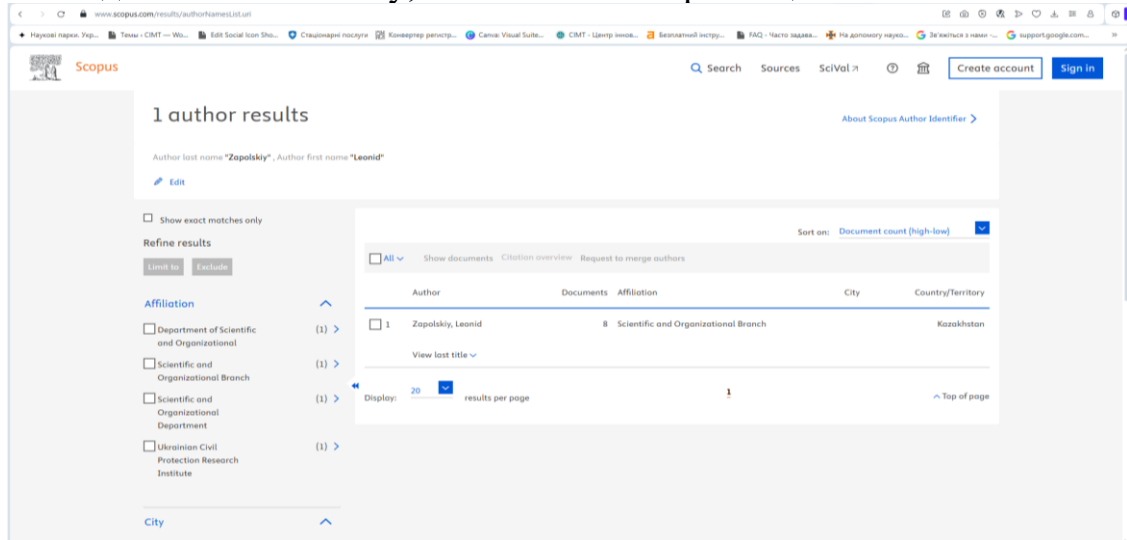 www.scopus.com/results/authorNamesList.uri
Наукові парки. Укр...
Темы ‹ CIMT — Wo...
Edit Social Icon Sho...
Стаціонарні послуги
Конвертер регистр...
Canva: Visual Suite...
CIMT - Центр іннов...
Безплатний інстру...
FAQ - Часто задава...
На допомогу науко...
Зв'яжіться з нами -...
support.google.com...
Scopus
Search
Sources
SciVal
Create account
Sign in
1 author results
About Scopus Author Identifier
Author last name "Zapolskiy" , Author first name "Leonid"
Edit
Show exact matches only
Refine results
Limit to
Exclude
Affiliation
Department of Scientific and Organizational (1)
Scientific and Organizational Branch (1)
Scientific and Organizational Department (1)
Ukrainian Civil Protection Research Institute (1)
City
Sort on: Document count (high-low)
All
Show documents
Citation overview
Request to merge authors
Author Documents Affiliation City Country/Territory
1 Zapolskiy, Leonid 8 Scientific and Organizational Branch Kazakhstan
View last title
Display: 20 results per page
1
Top of page